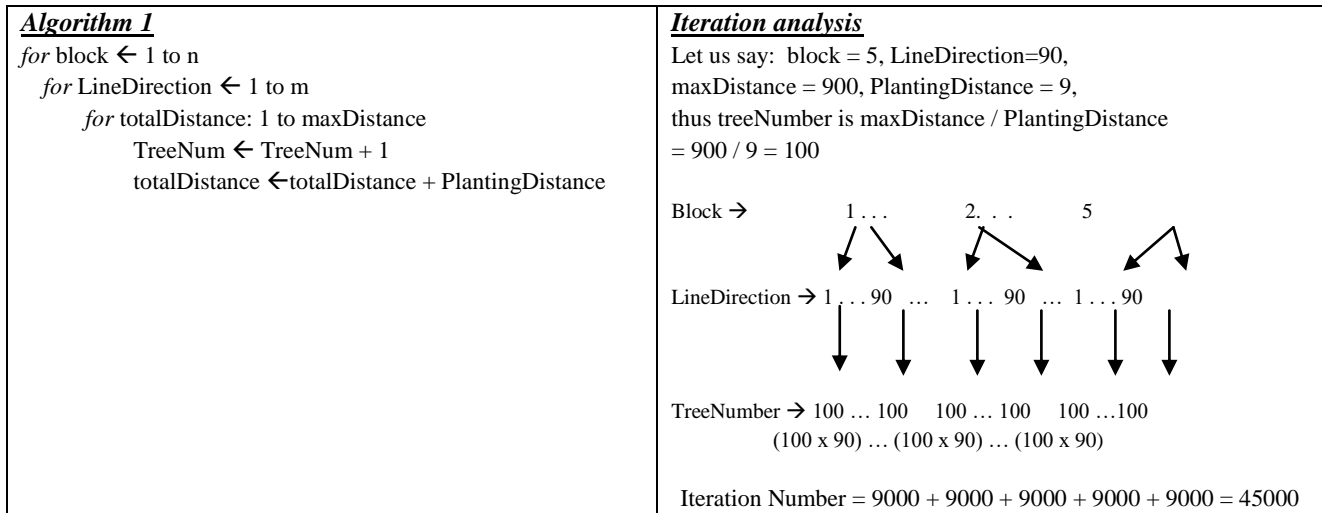 Algorithm 1
for block ← 1 to n
for LineDirection ← 1 to m
for totalDistance: 1 to maxDistance
TreeNum ← TreeNum + 1
totalDistance ←totalDistance + PlantingDistance
Iteration analysis
Let us say:  block = 5, LineDirection=90,
maxDistance = 900, PlantingDistance = 9,
thus treeNumber is maxDistance / PlantingDistance
= 900 / 9 = 100
Block → 1 . . . 2. . . 5
LineDirection → 1 . . . 90 … 1 . . . 90 … 1 . . . 90
TreeNumber → 100 … 100 100 … 100 100 …100
(100 x 90) … (100 x 90) … (100 x 90)
Iteration Number = 9000 + 9000 + 9000 + 9000 + 9000 = 45000